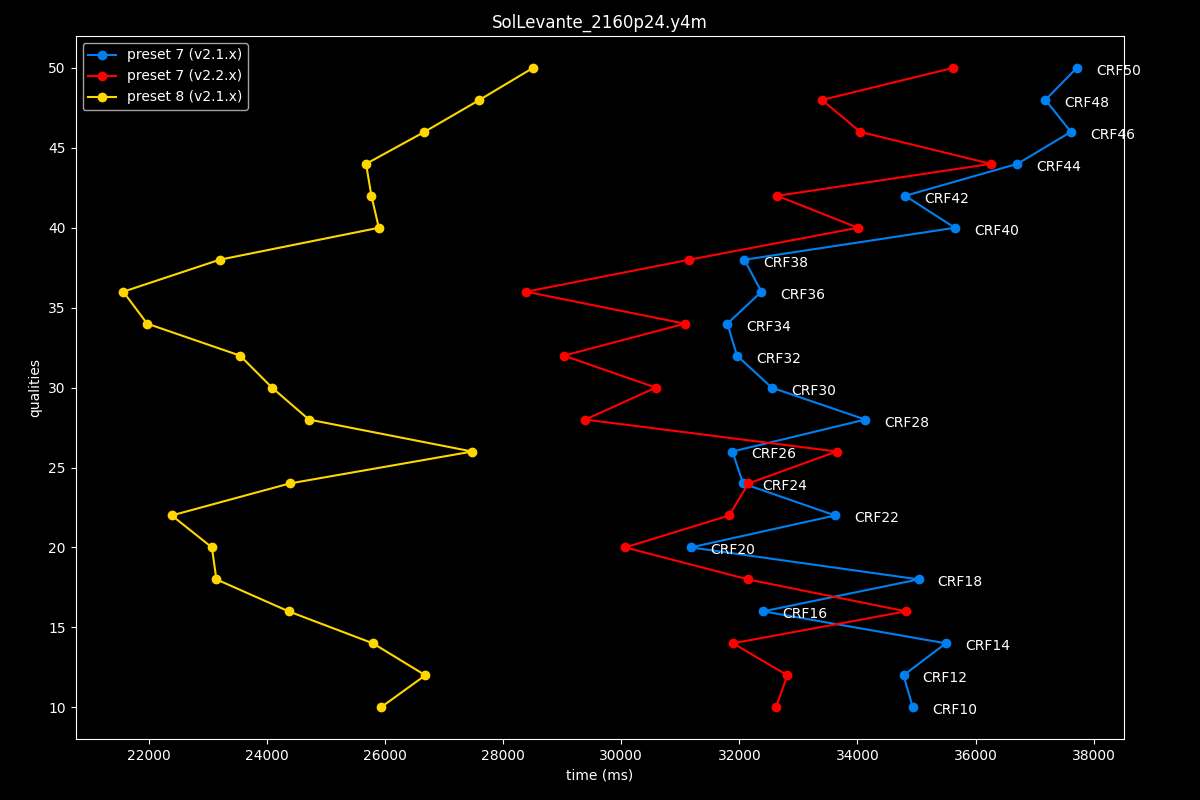 SolLevante_2160p24.y4m
preset 7 (v2.1.x)
preset 7 (v2.2.x)
preset 8 (v2.1.x)
50
45
40
35
30
25
20
15
10
qualities
CRF50
CRF48
CRF46
CRF44
CRF42
CRF40
CRF38
CRF36
CRF34
CRF32
CRF30
CRF28
CRF26
CRF24
CRF22
CRF20
CRF18
CRF16
CRF14
CRF12
CRF10
22000 24000 26000 28000 30000 32000 34000 36000 38000
time (ms)